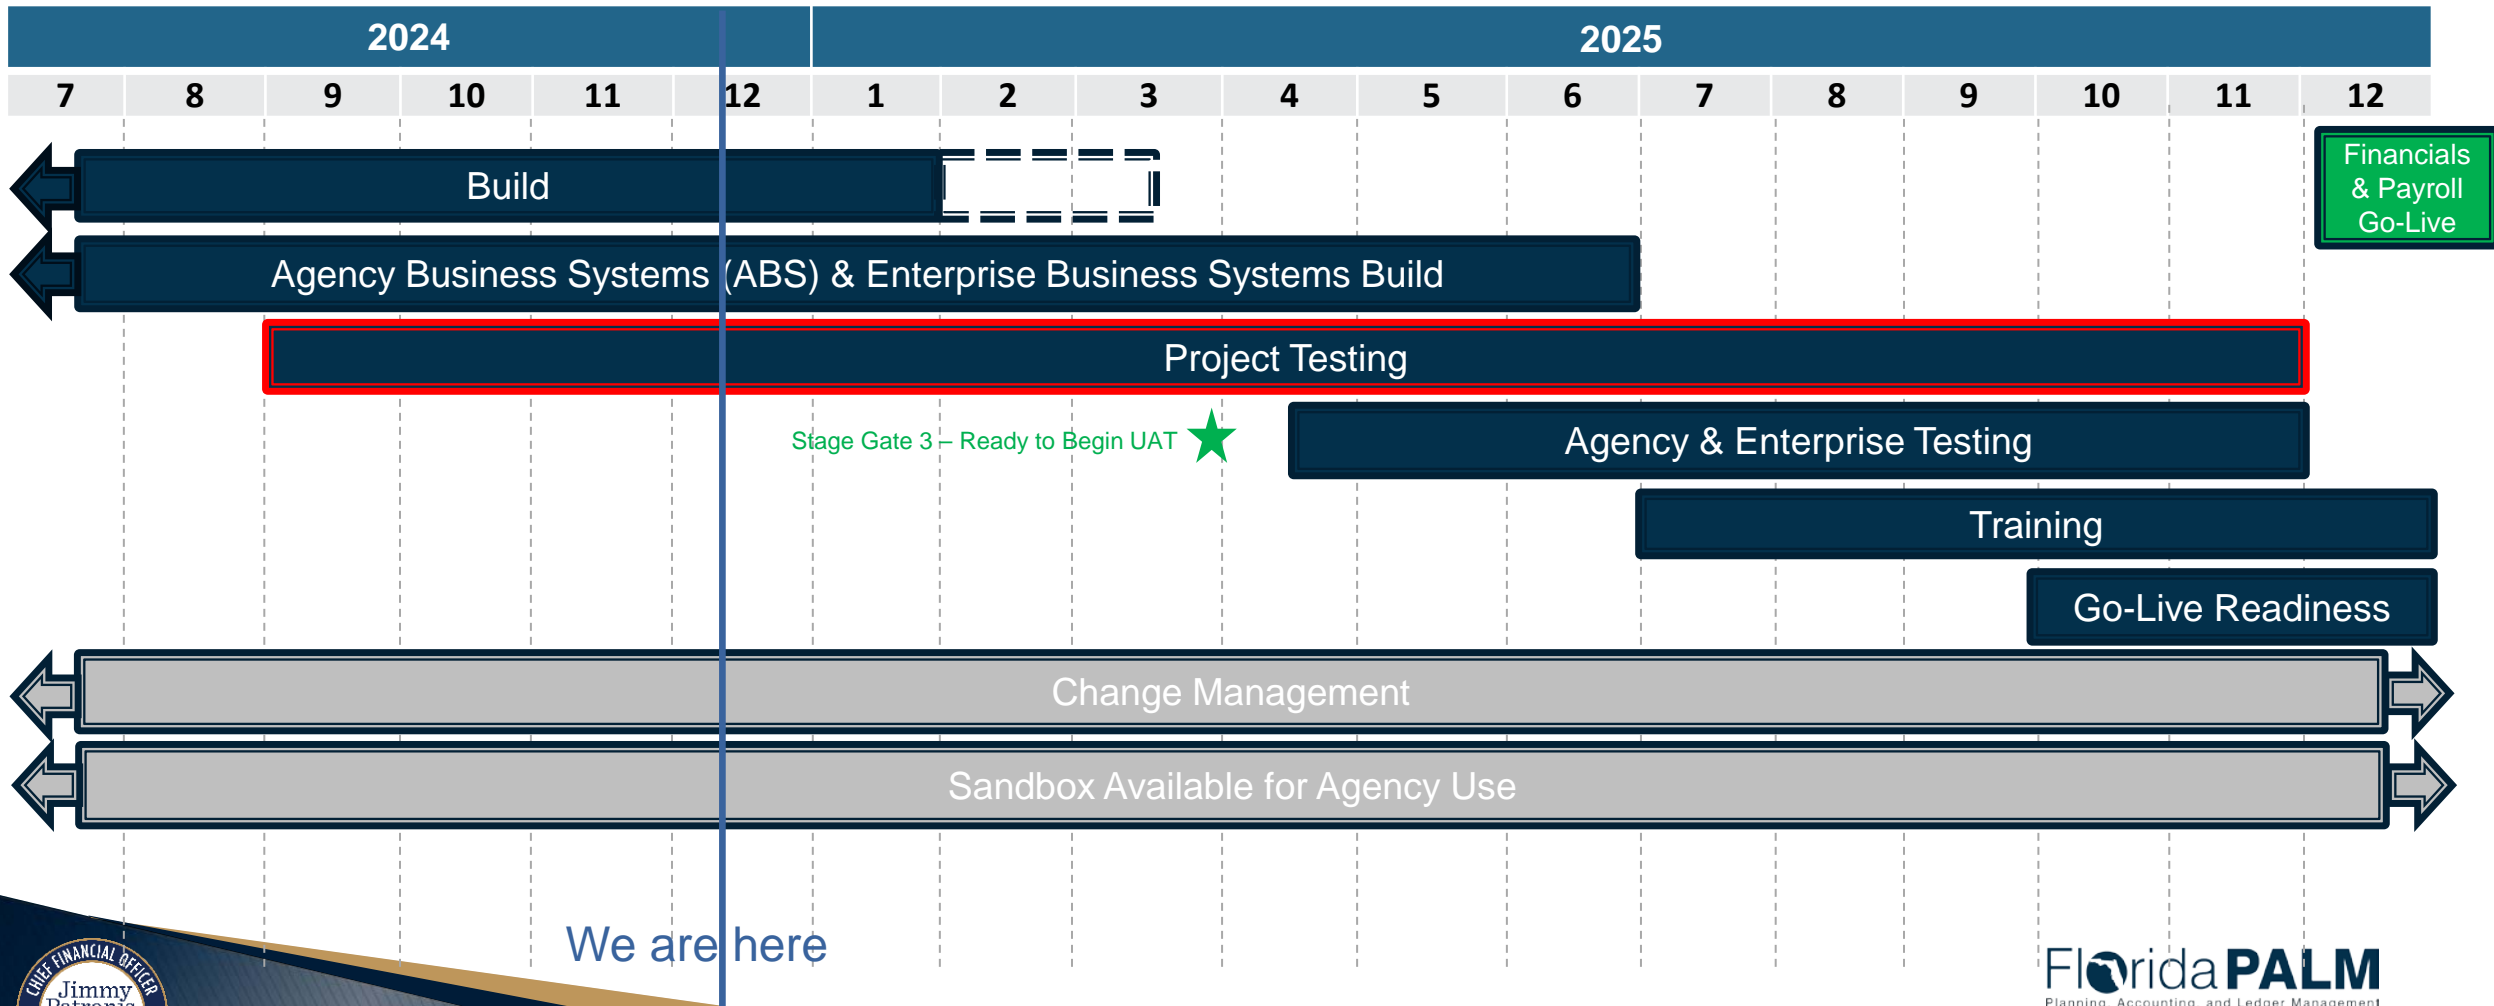 2024 2025
7 8 9 10 11 12 1 2 3 4 5 6 7 8 9 10 11 12
Financials
& Payroll
Go-Live
Build
Agency Business Systems (ABS) & Enterprise Business Systems Build
Project Testing
Stage Gate 3 – Ready to Begin UAT
Agency & Enterprise Testing
Training
Go-Live Readiness
Change Management
Sandbox Available for Agency Use
We are here
CHIEF FINANCIAL OFFICER
Jimmy
Patronis
Florida PALM
Planning, Accounting, and Ledger Management